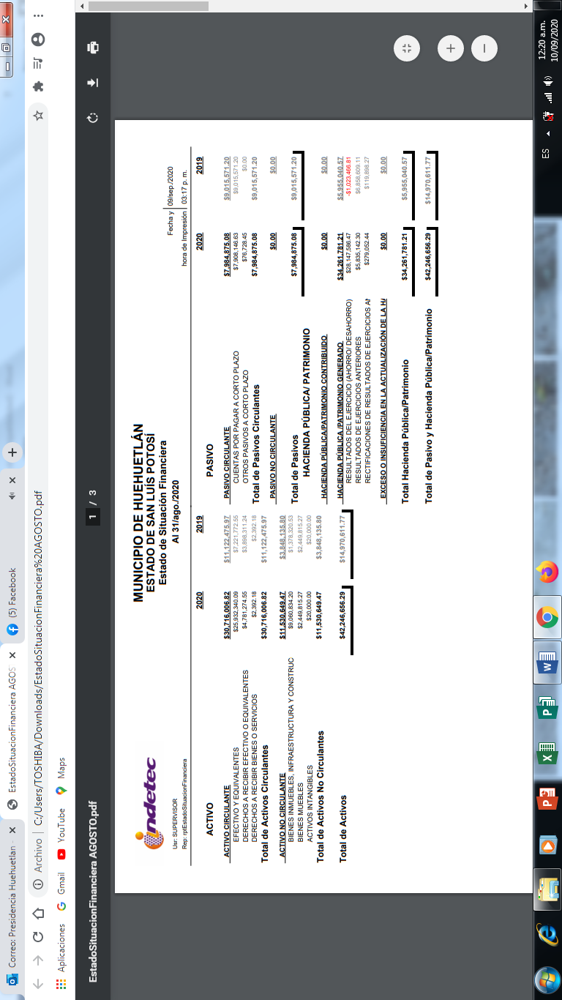 Correo: Presidencia Huehuetlan -
EstadoSituacionFinanciera AGOS
(5) Facebook
Archivo | C:/Users/TOSHIBA/Downloads/EstadoSituacionFinanciera%20AGOSTO.pdf
Aplicaciones
Gmail
YouTube
Maps
EstadoSituacionFinanciera AGOSTO.pdf
1 / 3
indetec
MUNICIPIO DE HUEHUETLÁN
ESTADO DE SAN LUÍS POTOSÍ
Estado de Situación Financiera
Al 31/ago./2020
Usr: SUPERVISOR
Rep: rptEstadoSituacionFinanciera
Fecha y 09/sep./2020
hora de Impresión 03:17 p. m.
ACTIVO 2020 2019
ACTIVO CIRCULANTE $30,716,006.82 $11,122,475.97
EFECTIVO Y EQUIVALENTES $25,932,340.09 $7,221,772.55
DERECHOS A RECIBIR EFECTIVO O EQUIVALENTES $4,781,274.55 $3,898,311.24
DERECHOS A RECIBIR BIENES O SERVICIOS $2,392.18 $2,392.18
Total de Activos Circulantes $30,716,006.82 $11,122,475.97
ACTIVO NO CIRCULANTE $11,530,649.47 $3,848,135.80
BIENES INMUEBLES, INFRAESTRUCTURA Y CONSTRUC $9,060,834.20 $1,378,320.53
BIENES MUEBLES $2,449,815.27 $2,449,815.27
ACTIVOS INTANGIBLES $20,000.00 $20,000.00
Total de Activos No Circulantes $11,530,649.47 $3,848,135.80
Total de Activos $42,246,656.29 $14,970,611.77
PASIVO 2020 2019
PASIVO CIRCULANTE $7,984,875.08 $9,015,571.20
CUENTAS POR PAGAR A CORTO PLAZO $7,908,146.63 $9,015,571.20
OTROS PASIVOS A CORTO PLAZO $76,728.45 $0.00
Total de Pasivos Circulantes $7,984,875.08 $9,015,571.20
PASIVO NO CIRCULANTE $0.00 $0.00
Total de Pasivos $7,984,875.08 $9,015,571.20
HACIENDA PÚBLICA/ PATRIMONIO
HACIENDA PÚBLICA/PATRIMONIO CONTRIBUIDO $0.00 $0.00
HACIENDA PÚBLICA /PATRIMONIO GENERADO $34,261,781.21 $5,955,040.57
RESULTADOS DEL EJERCICIO (AHORRO/ DESAHORRO) $28,147,586.47 -$1,023,466.81
RESULTADOS DE EJERCICIOS ANTERIORES $5,835,142.30 $6,858,609.11
RECTIFICACIONES DE RESULTADOS DE EJERCICIOS AN $279,052.44 $119,898.27
EXCESO O INSUFICIENCIA EN LA ACTUALIZACIÓN DE LA HA $0.00 $0.00
Total Hacienda Pública/Patrimonio $34,261,781.21 $5,955,040.57
Total de Pasivo y Hacienda Pública/Patrimonio $42,246,656.29 $14,970,611.77
ES
12:20 a.m.
10/09/2020